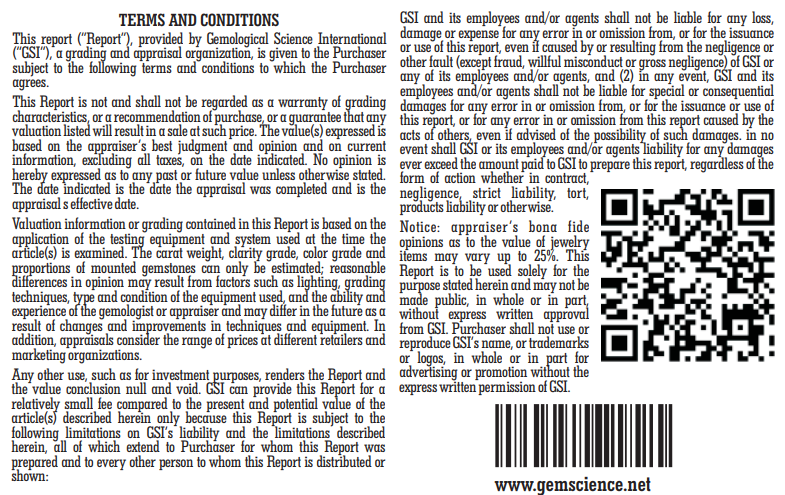 TERMS AND CONDITIONS
This report ("Report"), provided by Gemological Science International
("GSI"), a grading and appraisal organization, is given to the Purchaser
subject to the following terms and conditions to which the Purchaser
agrees.
This Report is not and shall not be regarded as a warranty of grading
characteristics, or a recommendation of purchase, or a guarantee that any
valuation listed will result in a sale at such price. The value(s) expressed is
based on the appraiser's best judgment and opinion and on current
information, excluding all taxes, on the date indicated. No opinion is
hereby expressed as to any past or future value unless otherwise stated.
The date indicated is the date the appraisal was completed and is the
appraisal s effective date.
Valuation information or grading contained in this Report is based on the
application of the testing equipment and system used at the time the
article(s) is examined. The carat weight, clarity grade, color grade and
proportions of mounted gemstones can only be estimated; reasonable
differences in opinion may result from factors such as lighting, grading
techniques, type and condition of the equipment used, and the ability and
experience of the gemologist or appraiser and may differ in the future as a
result of changes and improvements in techniques and equipment. In
addition, appraisals consider the range of prices at different retailers and
marketing organizations.
Any other use, such as for investment purposes, renders the Report and
the value conclusion null and void. GSI can provide this Report for a
relatively small fee compared to the present and potential value of the
article(s) described herein only because this Report is subject to the
following limitations on GSI's liability and the limitations described
herein, all of which extend to Purchaser for whom this Report was
prepared and to every other person to whom this Report is distributed or
shown:
GSI and its employees and/or agents shall not be liable for any loss,
damage or expense for any error in or omission from, or for the issuance
or use of this report, even if caused by or resulting from the negligence or
other fault (except fraud, willful misconduct or gross negligence) of GSI or
any of its employees and/or agents, and (2) in any event, GSI and its
employees and/or agents shall not be liable for special or consequential
damages for any error in or omission from, or for the issuance or use of
this report, or for any error in or omission from this report caused by the
acts of others, even if advised of the possibility of such damages. in no
event shall GSI or its employees and/or agents liability for any damages
ever exceed the amount paid to GSI to prepare this report, regardless of the
form of action whether in contract,
negligence, strict liability, tort,
products liability or otherwise.
Notice: appraiser's bona fide
opinions as to the value of jewelry
items may vary up to 25%. This
Report is to be used solely for the
purpose stated herein and may not be
made public, in whole or in part,
without express written approval
from GSI. Purchaser shall not use or
reproduce GSI's name, or trademarks
or logos, in whole or in part for
advertising or promotion without the
express written permission of GSI.
www.gemscience.net